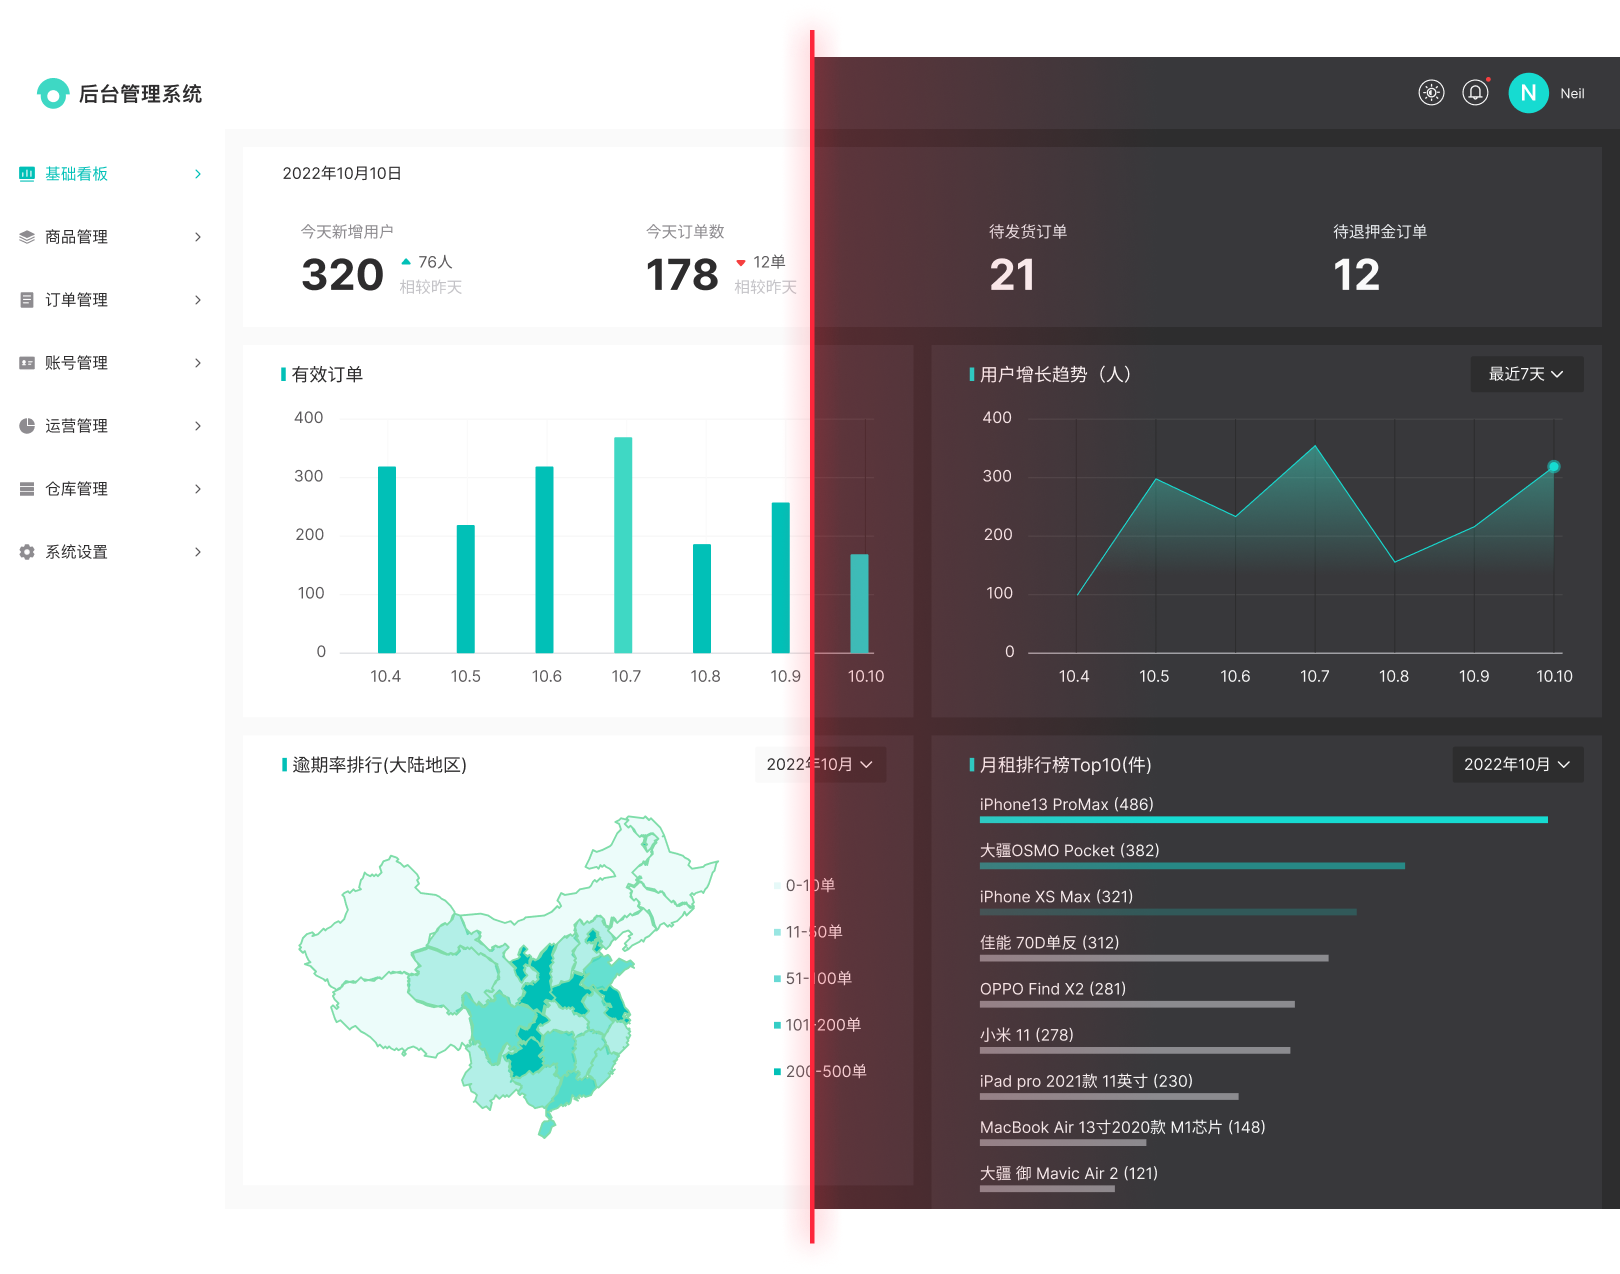 后台管理系统
N
Neil
基础看板
商品管理
订单管理
账号管理
运营管理
仓库管理
系统设置
2022年10月10日
今天新增用户
320
76人
相较昨天
今天订单数
178
12单
相较昨天
待发货订单
21
待退押金订单
12
有效订单
400
300
200
100
0
10.4
10.5
10.6
10.7
10.8
10.9
10.10
用户增长趋势（人）
最近7天
400
300
200
100
0
10.4
10.5
10.6
10.7
10.8
10.9
10.10
逾期率排行(大陆地区)
2022年10月
0-10单
11-50单
51-100单
101-200单
200-500单
月租排行榜Top10(件)
2022年10月
iPhone13 ProMax (486)
大疆OSMO Pocket (382)
iPhone XS Max (321)
佳能 70D单反 (312)
OPPO Find X2 (281)
小米 11 (278)
iPad pro 2021款 11英寸 (230)
MacBook Air 13寸2020款 M1芯片 (148)
大疆 御 Mavic Air 2 (121)